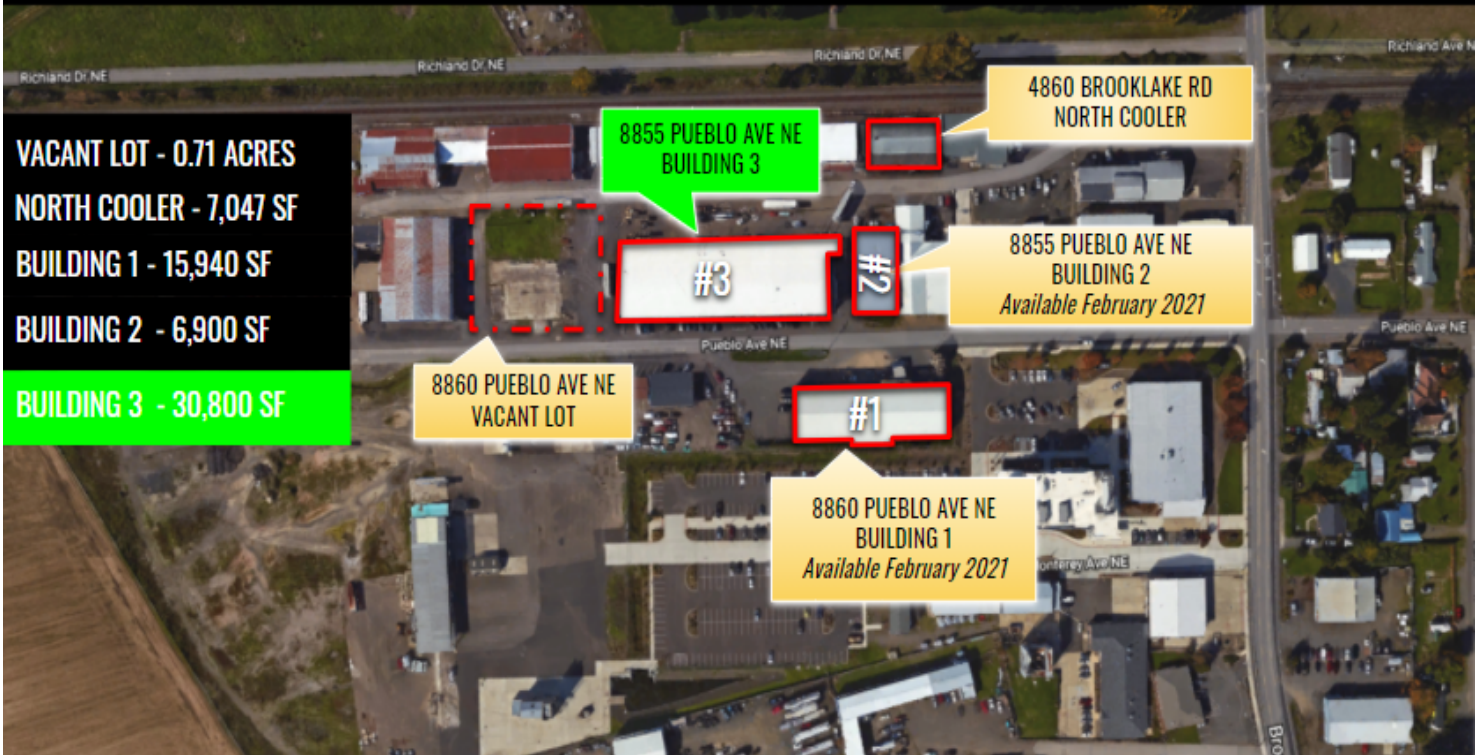 Richland Dr NE
Richland Dr NE
Richland Dr NE
Richland Ave N
VACANT LOT - 0.71 ACRES
NORTH COOLER - 7,047 SF
BUILDING 1 - 15,940 SF
BUILDING 2 - 6,900 SF
BUILDING 3 - 30,800 SF
8855 PUEBLO AVE NE
BUILDING 3
4860 BROOKLAKE RD
NORTH COOLER
#3
#2
8855 PUEBLO AVE NE
BUILDING 2
Available February 2021
Pueblo Ave NE
Pueblo Ave NE
8860 PUEBLO AVE NE
VACANT LOT
#1
8860 PUEBLO AVE NE
BUILDING 1
Available February 2021
onterey Ave NE
Bro